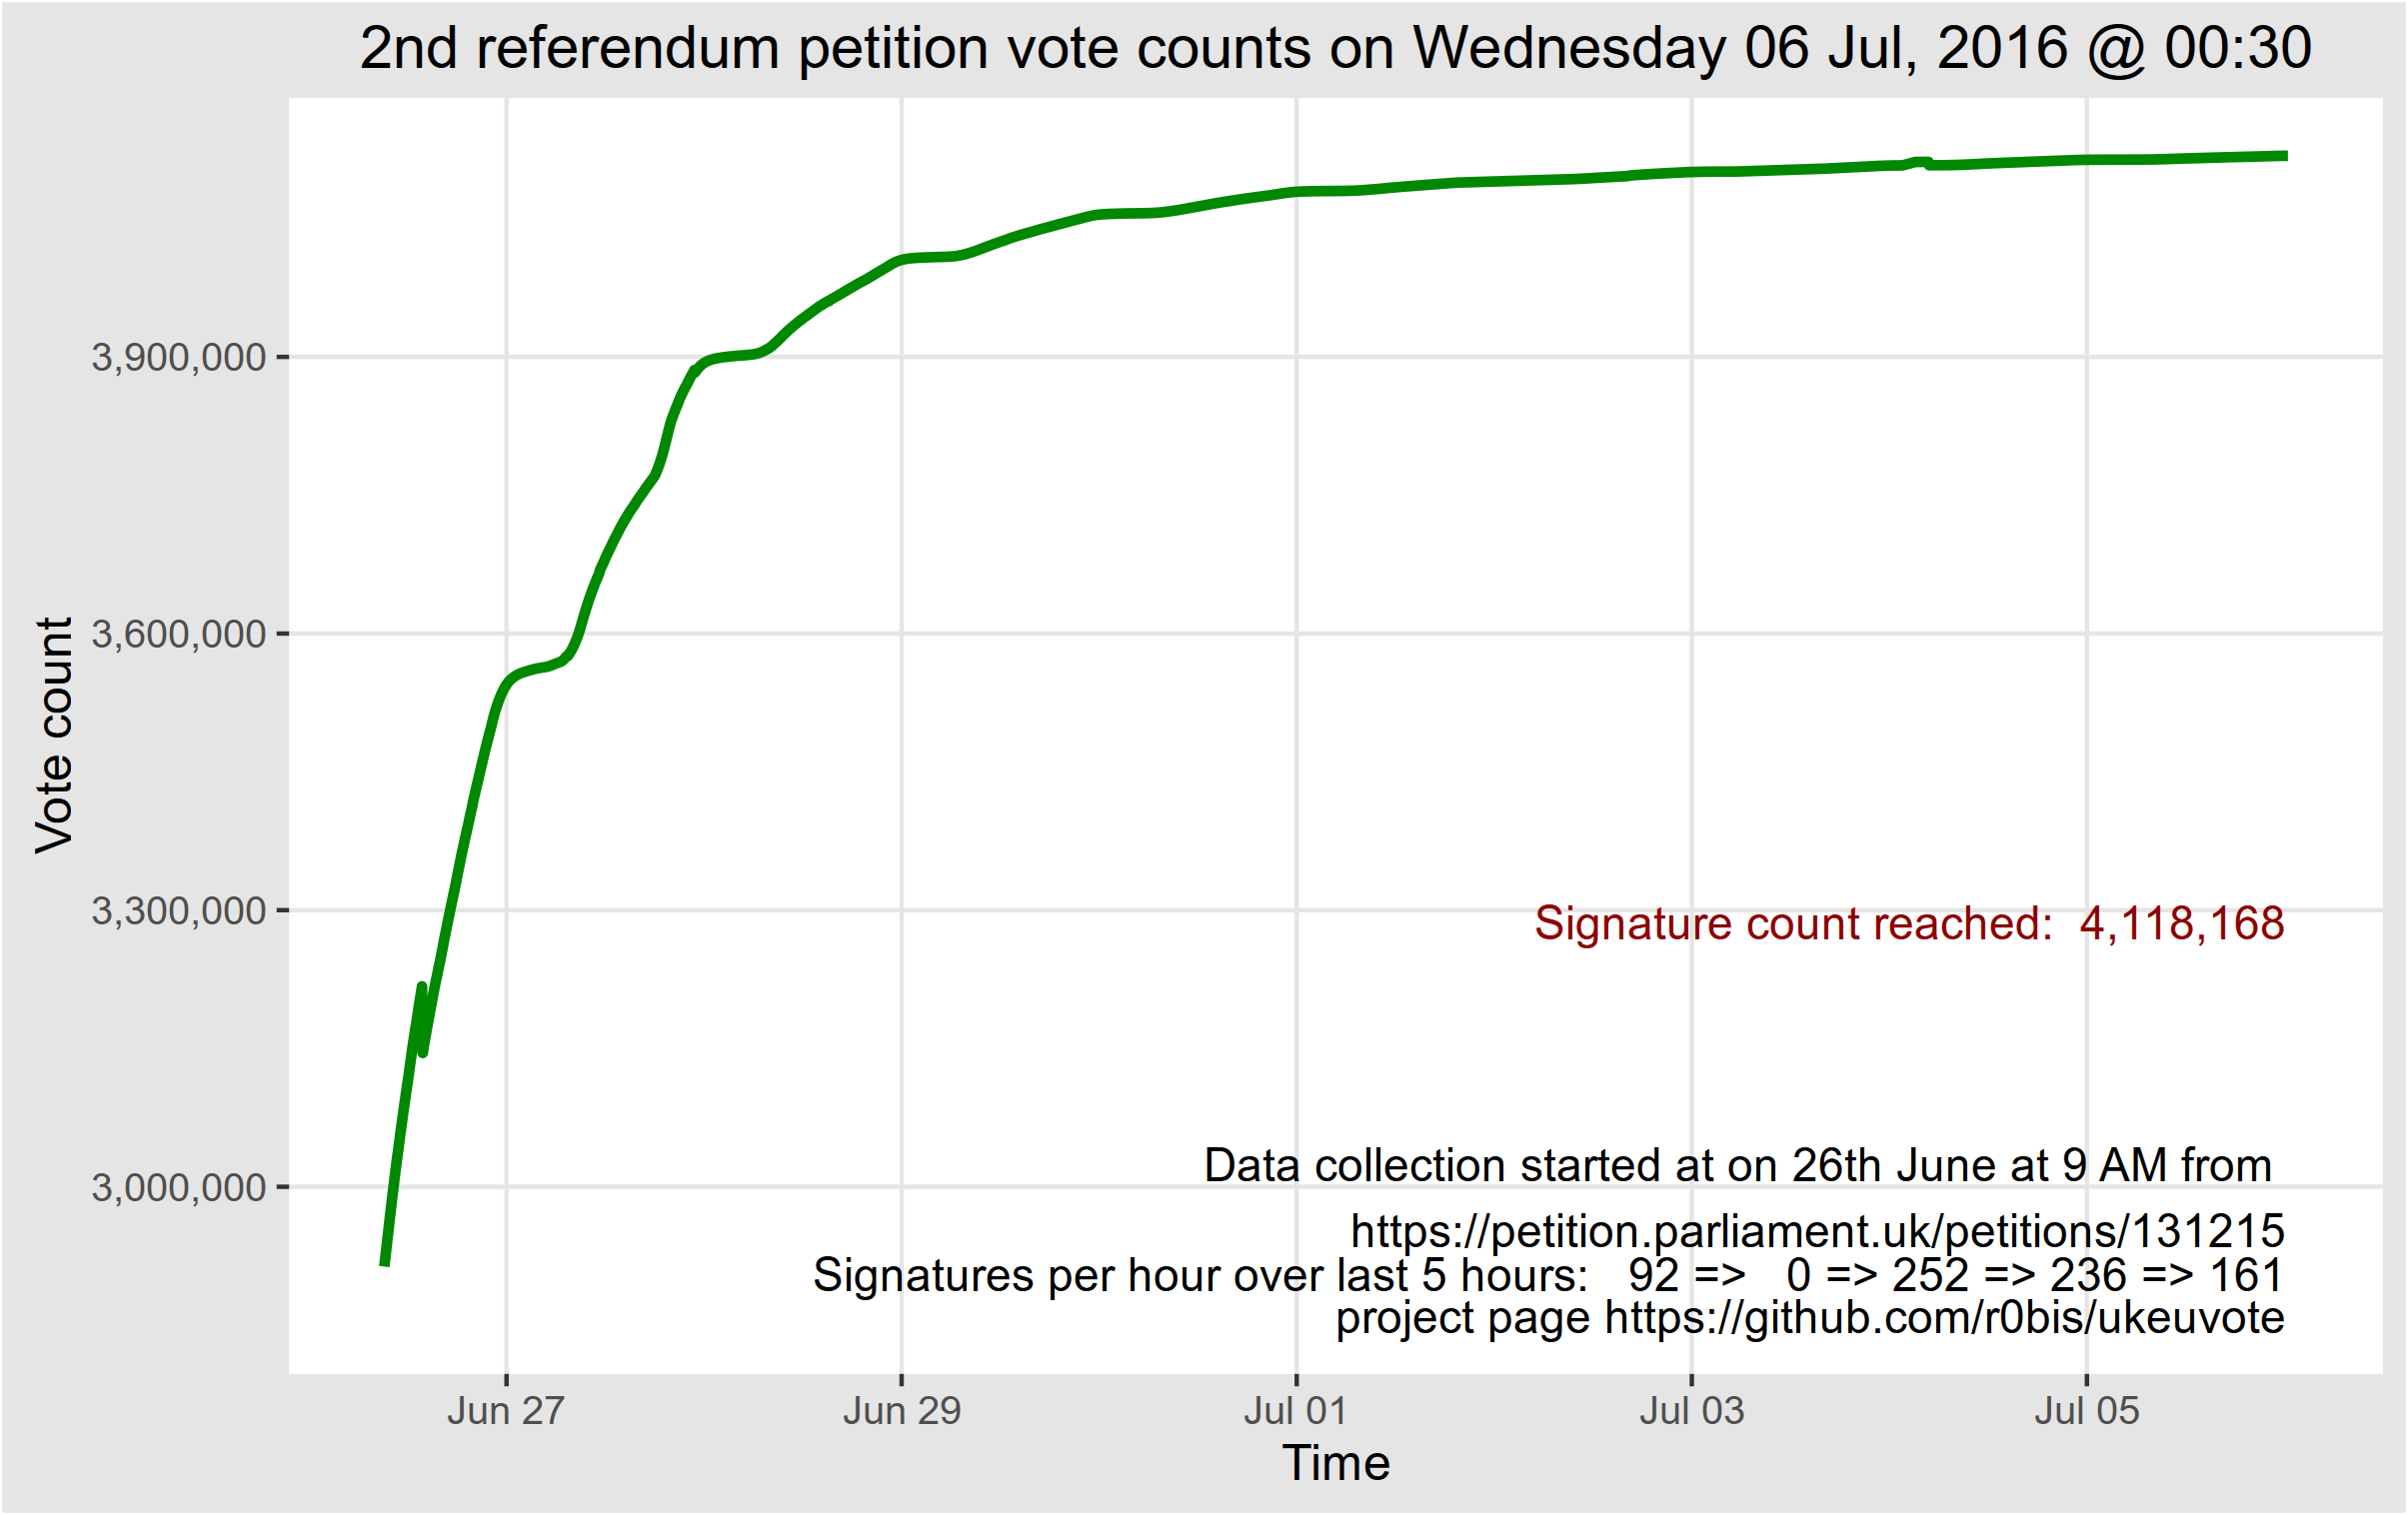 2nd referendum petition vote counts on Wednesday 06 Jul, 2016 @ 00:30
Vote count
3,900,000
3,600,000
3,300,000
3,000,000
Signature count reached:  4,118,168
Data collection started at on 26th June at 9 AM from
https://petition.parliament.uk/petitions/131215
Signatures per hour over last 5 hours:   92 =>   0 => 252 => 236 => 161
project page https://github.com/r0bis/ukeuvote
Jun 27
Jun 29
Jul 01
Jul 03
Jul 05
Time